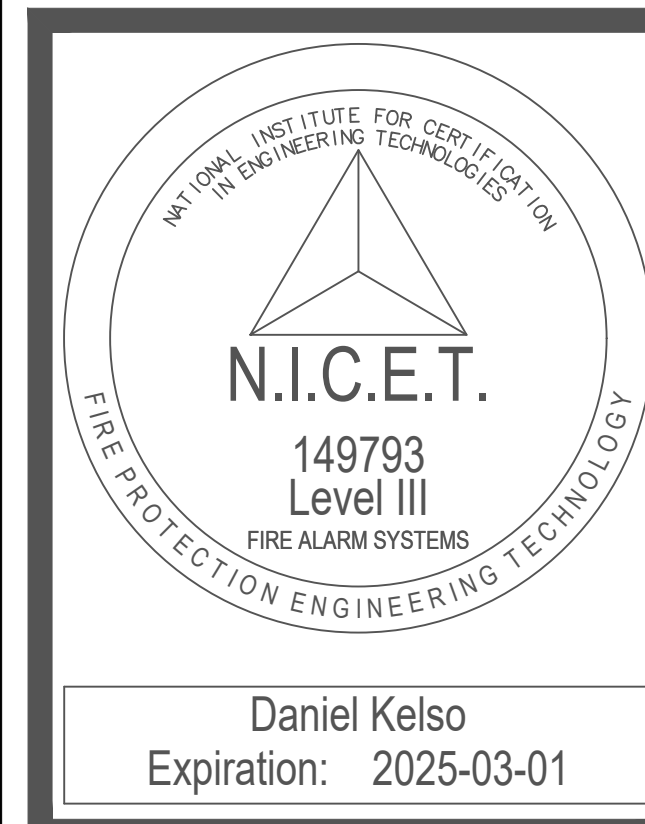 NATIONAL INSTITUTE FOR CERTIFICATION
IN ENGINEERING TECHNOLOGIES
N.I.C.E.T.
149793
Level III
FIRE ALARM SYSTEMS
FIRE PROTECTION ENGINEERING TECHNOLOGY
Daniel Kelso
Expiration: 2025-03-01